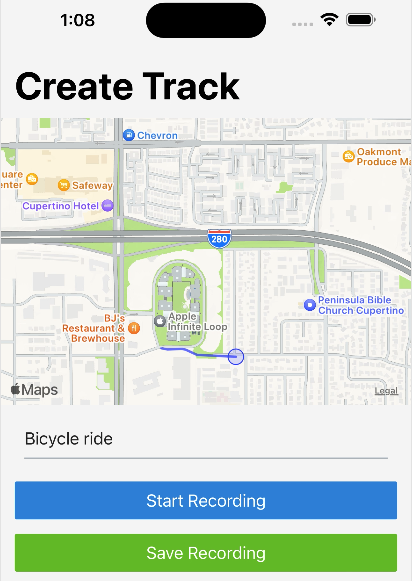 1:08
Create Track
Chevron
Oakmont
Produce Ma
uare
enter
Safeway
Cupertino Hotel
280
Peninsula Bible
Church Cupertino
Apple
Infinite Loop
BJ's
Restaurant &
Brewhouse
Maps
Legal
Bicycle ride
Start Recording
Save Recording